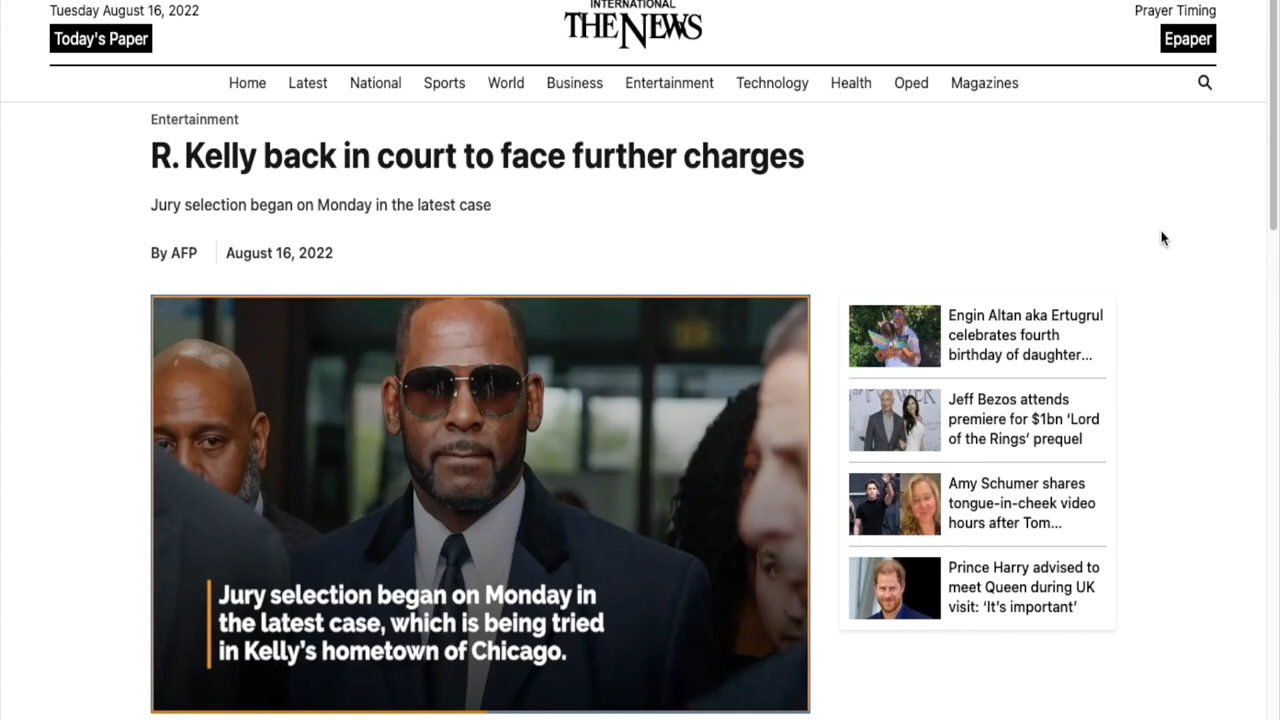 Tuesday August 16, 2022
Today's Paper
INTERNATIONAL
THE NEWS
Prayer Timing
Epaper
Home Latest National Sports World Business Entertainment Technology Health Oped Magazines
Entertainment
R. Kelly back in court to face further charges
Jury selection began on Monday in the latest case
By AFP August 16, 2022
Jury selection began on Monday in
the latest case, which is being tried
in Kelly's hometown of Chicago.
Engin Altan aka Ertugrul
celebrates fourth
birthday of daughter...
Jeff Bezos attends
premiere for $1bn ‘Lord
of the Rings’ prequel
Amy Schumer shares
tongue-in-cheek video
hours after Tom...
Prince Harry advised to
meet Queen during UK
visit: ‘It’s important’